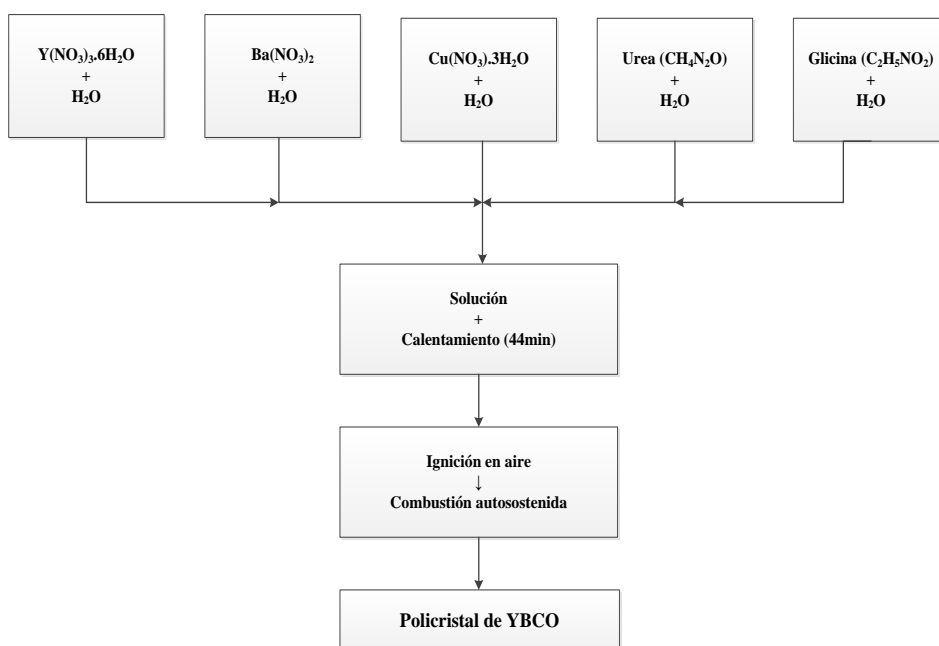 Y(NO₃)₃.6H₂O
+
H₂O
Ba(NO₃)₂
+
H₂O
Cu(NO₃).3H₂O
+
H₂O
Urea (CH₄N₂O)
+
H₂O
Glicina (C₂H₅NO₂)
+
H₂O
Solución
+
Calentamiento (44min)
Ignición en aire
↓
Combustión autosostenida
Policristal de YBCO